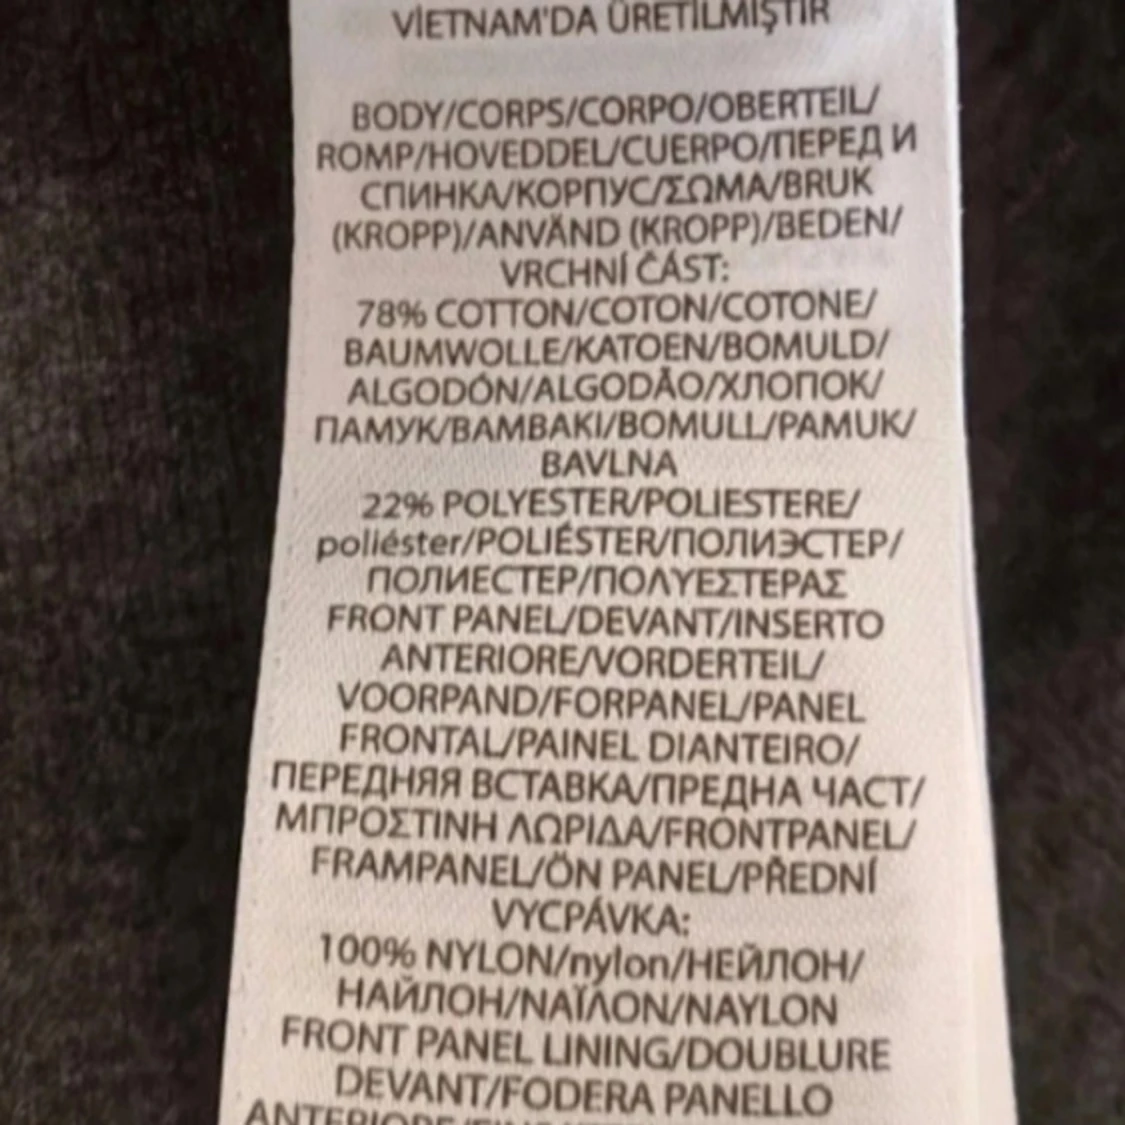 VİETNAM'DA ÜRETİLMİŞTİR
BODY/CORPS/CORPO/OBERTEIL/
ROMP/HOVEDDEL/CUERPO/ПЕРЕД И
СПИНКА/КОРПУС/ΣΩΜΑ/BRUK
(KROPP)/ANVÄND (KROPP)/BEDEN/
VRCHNÍ ČÁST:
78% COTTON/COTON/COTONE/
BAUMWOLLE/KATOEN/BOMULD/
ALGODÓN/ALGODÃO/ХЛОПОК/
ПАМУК/ΒΑΜΒΑΚΙ/BOMULL/PAMUK/
BAVLNA
22% POLYESTER/POLIESTERE/
poliéster/POLIÉSTER/ПОЛИЭСТЕР/
ПОЛИЕСТЕР/ΠΟΛΥΕΣΤΕΡΑΣ
FRONT PANEL/DEVANT/INSERTO
ANTERIORE/VORDERTEIL/
VOORPAND/FORPANEL/PANEL
FRONTAL/PAINEL DIANTEIRO/
ПЕРЕДНЯЯ ВСТАВКА/ПРЕДНА ЧАСТ/
ΜΠΡΟΣΤΙΝΗ ΛΩΡΙΔΑ/FRONTPANEL/
FRAMPANEL/ÖN PANEL/PŘEDNÍ
VYCPÁVKA:
100% NYLON/nylon/НЕЙЛОН/
НАЙЛОН/ΝΑΪΛΟΝ/NAYLON
FRONT PANEL LINING/DOUBLURE
DEVANT/FODERA PANELLO